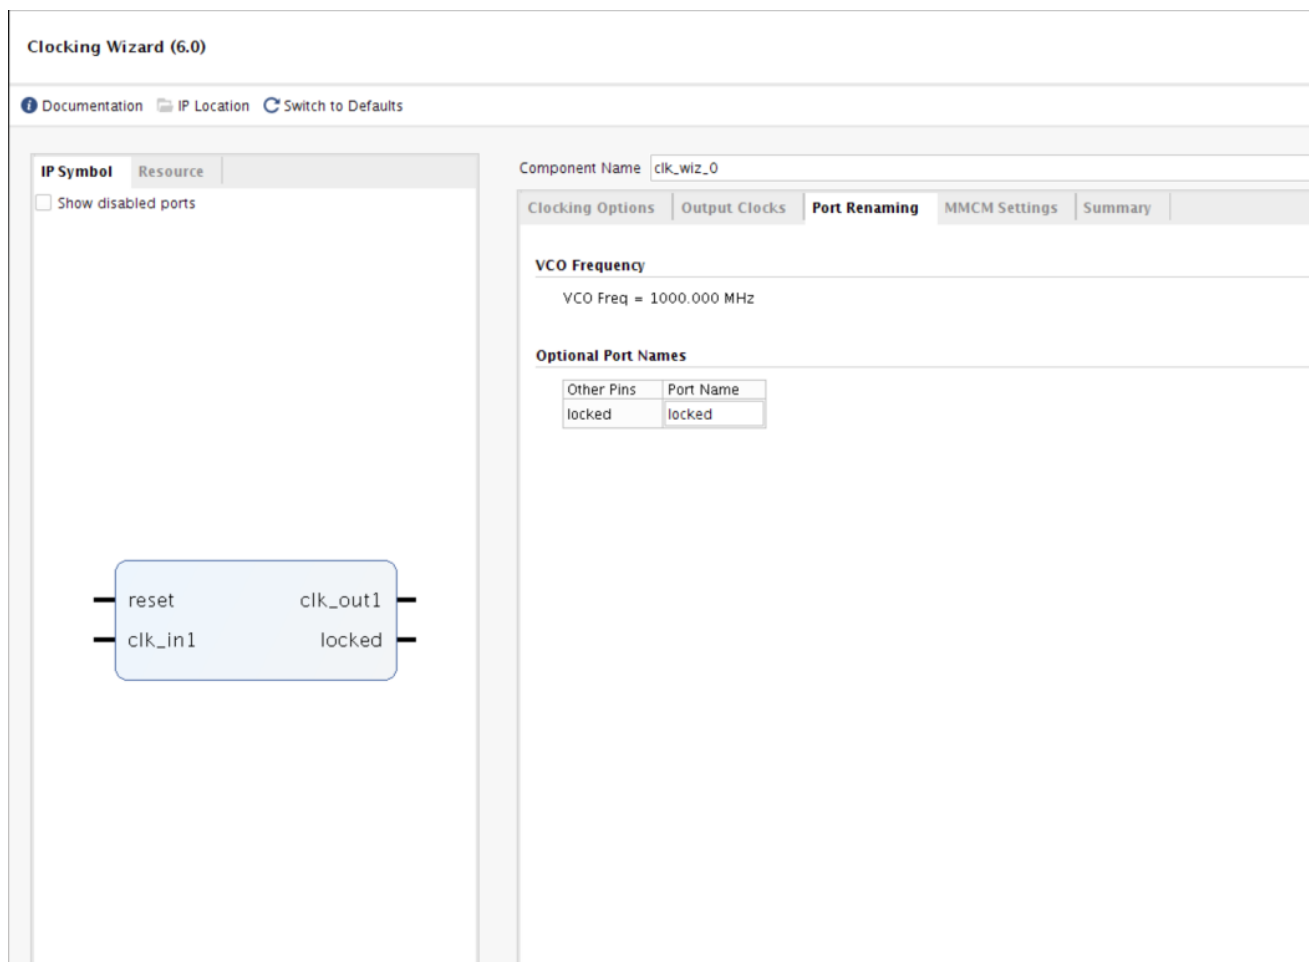 Clocking Wizard (6.0)
Documentation IP Location Switch to Defaults
IP Symbol Resource
Show disabled ports
reset clk_out1
clk_in1 locked
Component Name clk_wiz_0
Clocking Options Output Clocks Port Renaming MMCM Settings Summary
VCO Frequency
VCO Freq = 1000.000 MHz
Optional Port Names
Other Pins Port Name
locked locked